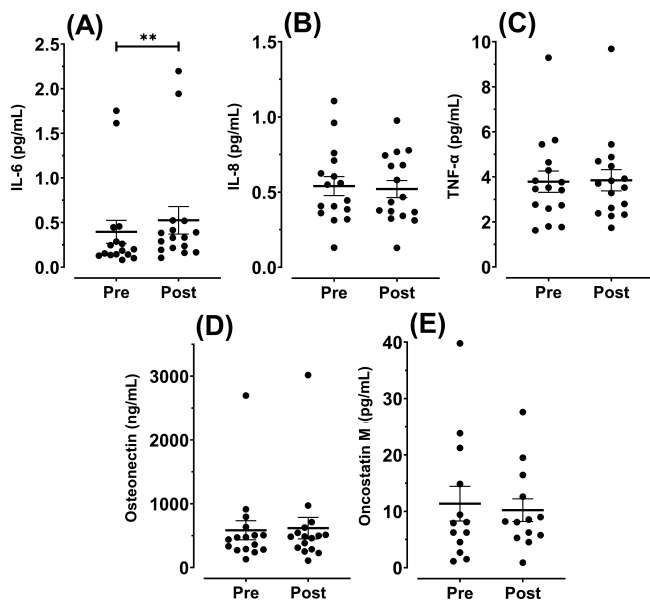 (A)
**
IL-6 (pg/mL)
2.5
2.0
1.5
1.0
0.5
0.0
Pre Post
(B)
IL-8 (pg/mL)
1.5
1.0
0.5
0.0
Pre Post
(C)
TNF-α (pg/mL)
10
8
6
4
2
0
Pre Post
(D)
Osteonectin (ng/mL)
3000
2000
1000
500
0
Pre Post
(E)
Oncostatin M (pg/mL)
40
30
20
10
0
Pre Post